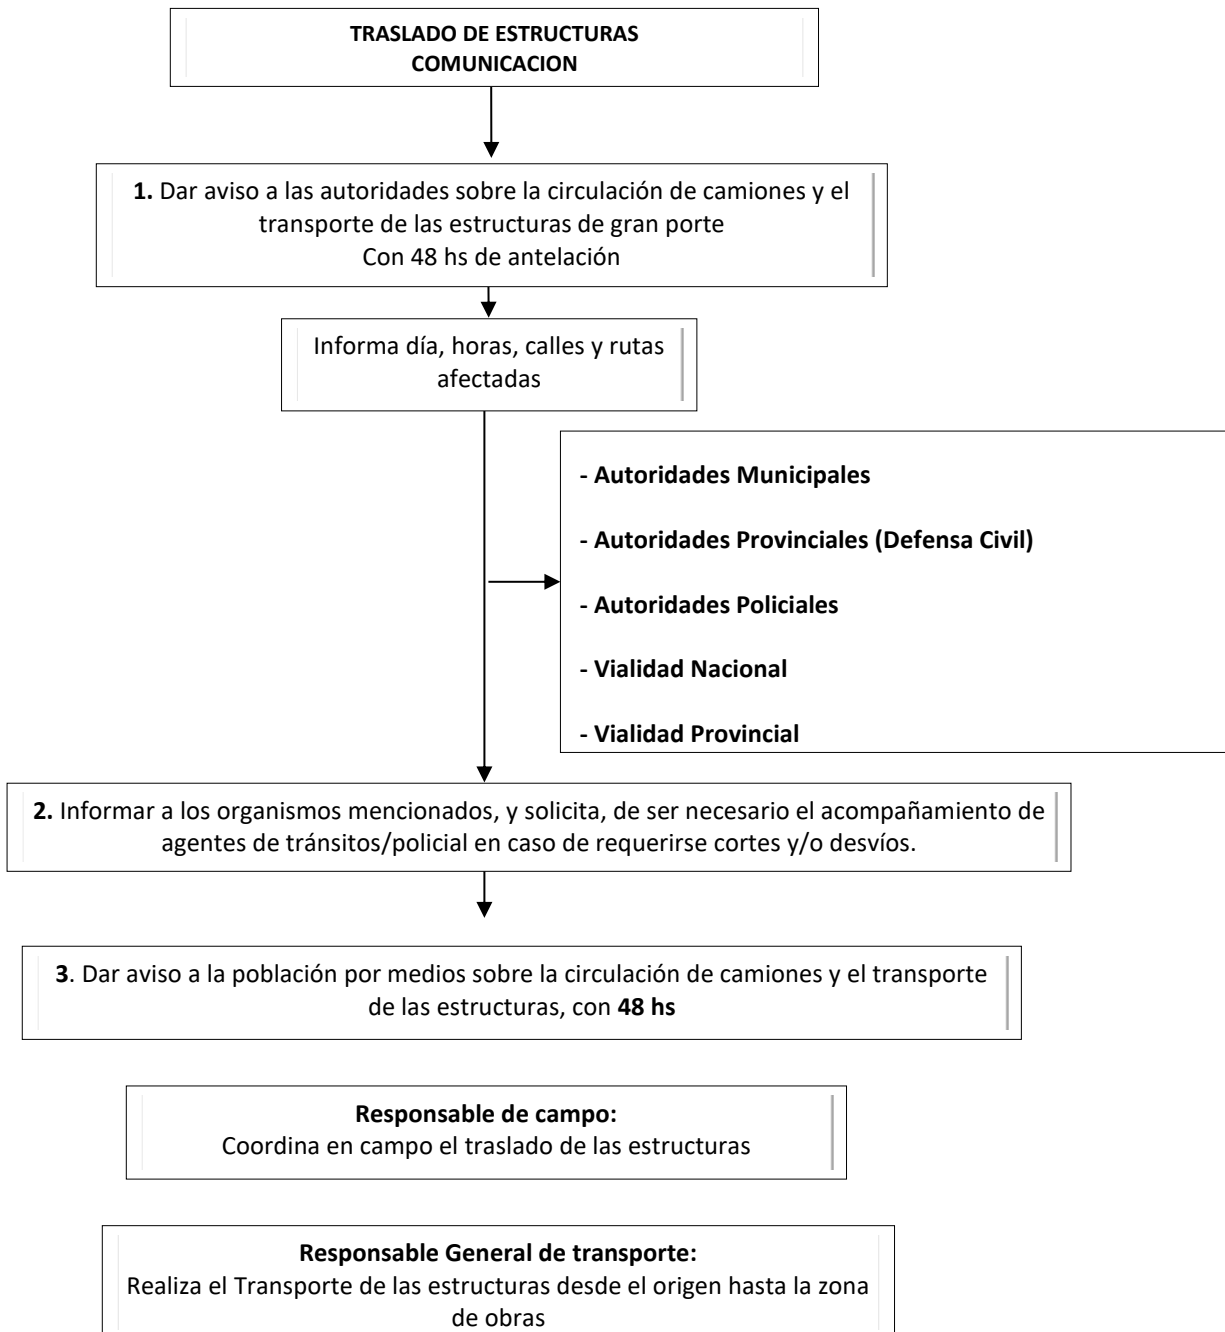 TRASLADO DE ESTRUCTURAS
COMUNICACION
1. Dar aviso a las autoridades sobre la circulación de camiones y el
transporte de las estructuras de gran porte
Con 48 hs de antelación
Informa día, horas, calles y rutas
afectadas
- Autoridades Municipales
- Autoridades Provinciales (Defensa Civil)
- Autoridades Policiales
- Vialidad Nacional
- Vialidad Provincial
2. Informar a los organismos mencionados, y solicita, de ser necesario el acompañamiento de
agentes de tránsitos/policial en caso de requerirse cortes y/o desvíos.
3. Dar aviso a la población por medios sobre la circulación de camiones y el transporte
de las estructuras, con 48 hs
Responsable de campo:
Coordina en campo el traslado de las estructuras
Responsable General de transporte:
Realiza el Transporte de las estructuras desde el origen hasta la zona
de obras